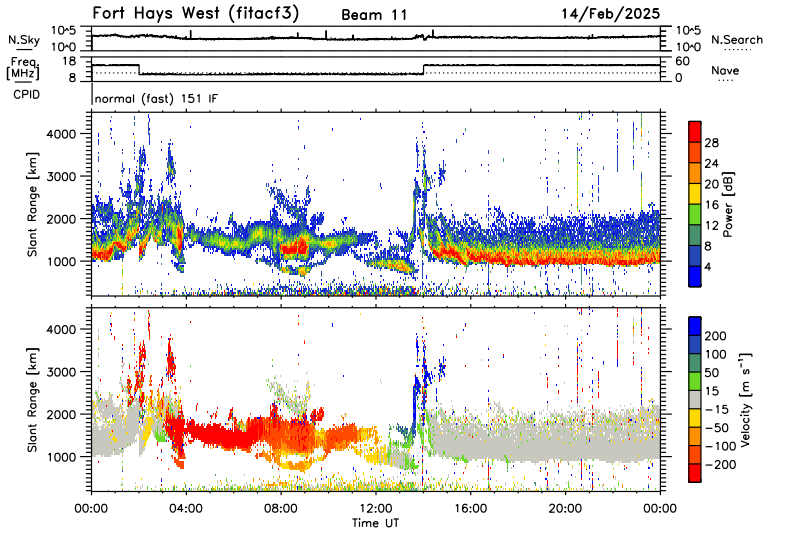 Fort Hays West (fitacf3) Beam 11 14/Feb/2025
N.Sky 10^5 10^0 10^5 10^0 N.Search
Freq. [MHz] 18 8 60 0 Nave
CPID normal (fast) 151 IF
Slant Range [km] 4000 3000 2000 1000
Power [dB] 28 24 20 16 12 8 4
Slant Range [km] 4000 3000 2000 1000
Velocity [m s⁻¹] 200 100 50 15 −15 −50 −100 −200
00:00 04:00 08:00 12:00 16:00 20:00 00:00
Time UT